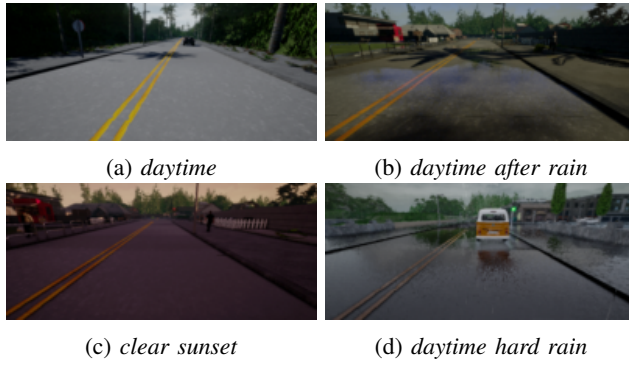 (a) daytime
(b) daytime after rain
(c) clear sunset
(d) daytime hard rain